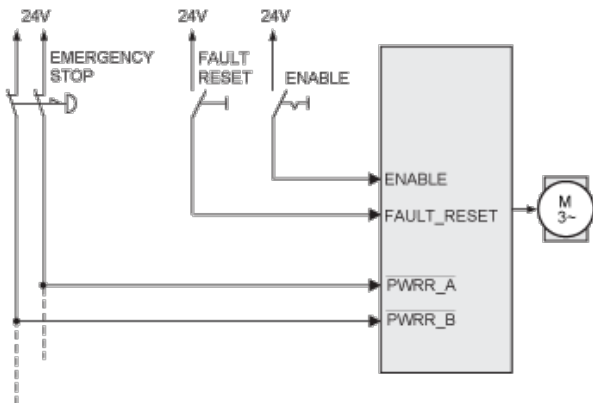 24V
24V
24V
EMERGENCY
STOP
FAULT
RESET
ENABLE
ENABLE
FAULT_RESET
M
3~
PWRR_A
PWRR_B